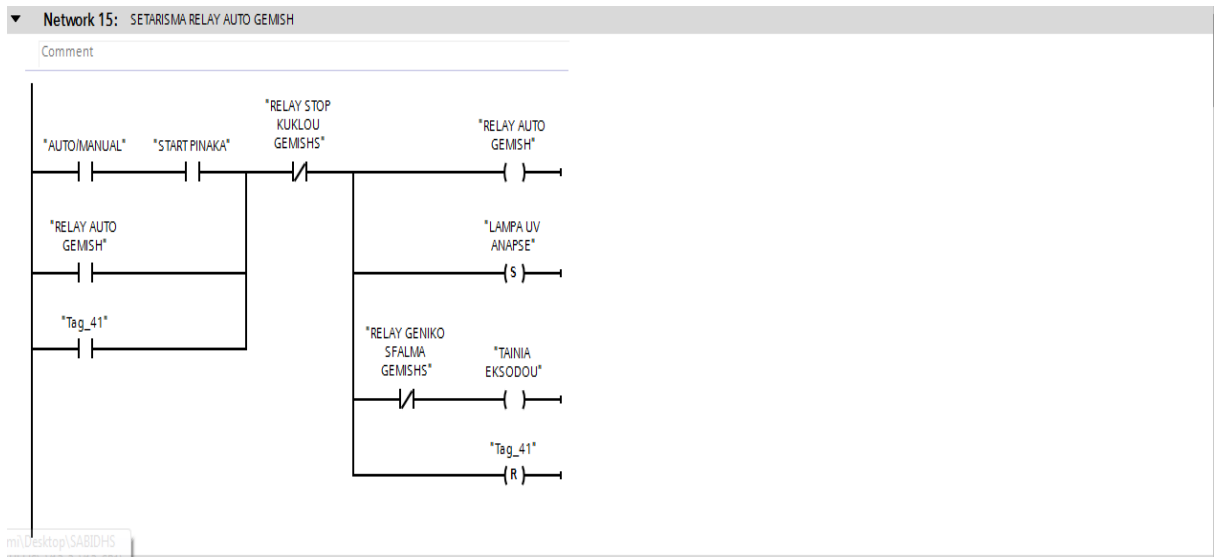 Network 15: SETARISMA RELAY AUTO GEMISH
Comment
"AUTO/MANUAL"
"START PINAKA"
"RELAY STOP
KUKLOU
GEMISHS"
"RELAY AUTO
GEMISH"
"RELAY AUTO
GEMISH"
"LAMPA UV
ANAPSE"
S
"Tag_41"
"RELAY GENIKO
SFALMA
GEMISHS"
"TAINIA
EKSODOU"
"Tag_41"
R
mi\Desktop\SABIDHS